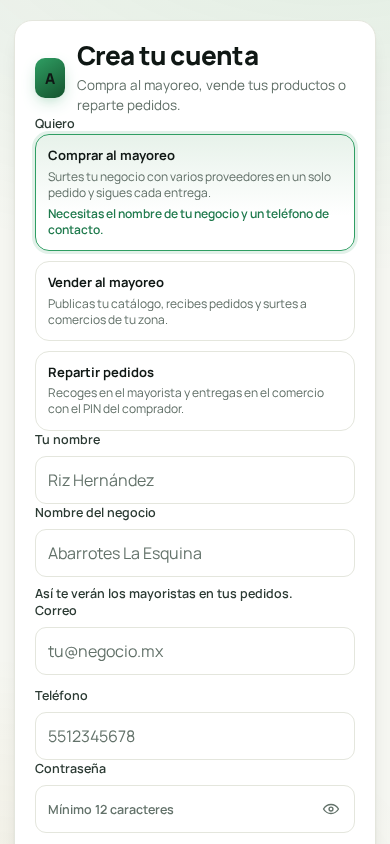 A
Crea tu cuenta
Compra al mayoreo, vende tus productos o
reparte pedidos.
Quiero
Comprar al mayoreo
Surtes tu negocio con varios proveedores en un solo
pedido y sigues cada entrega.
Necesitas el nombre de tu negocio y un teléfono de
contacto.
Vender al mayoreo
Publicas tu catálogo, recibes pedidos y surtes a
comercios de tu zona.
Repartir pedidos
Recoges en el mayorista y entregas en el comercio
con el PIN del comprador.
Tu nombre
Riz Hernández
Nombre del negocio
Abarrotes La Esquina
Así te verán los mayoristas en tus pedidos.
Correo
tu@negocio.mx
Teléfono
5512345678
Contraseña
Mínimo 12 caracteres